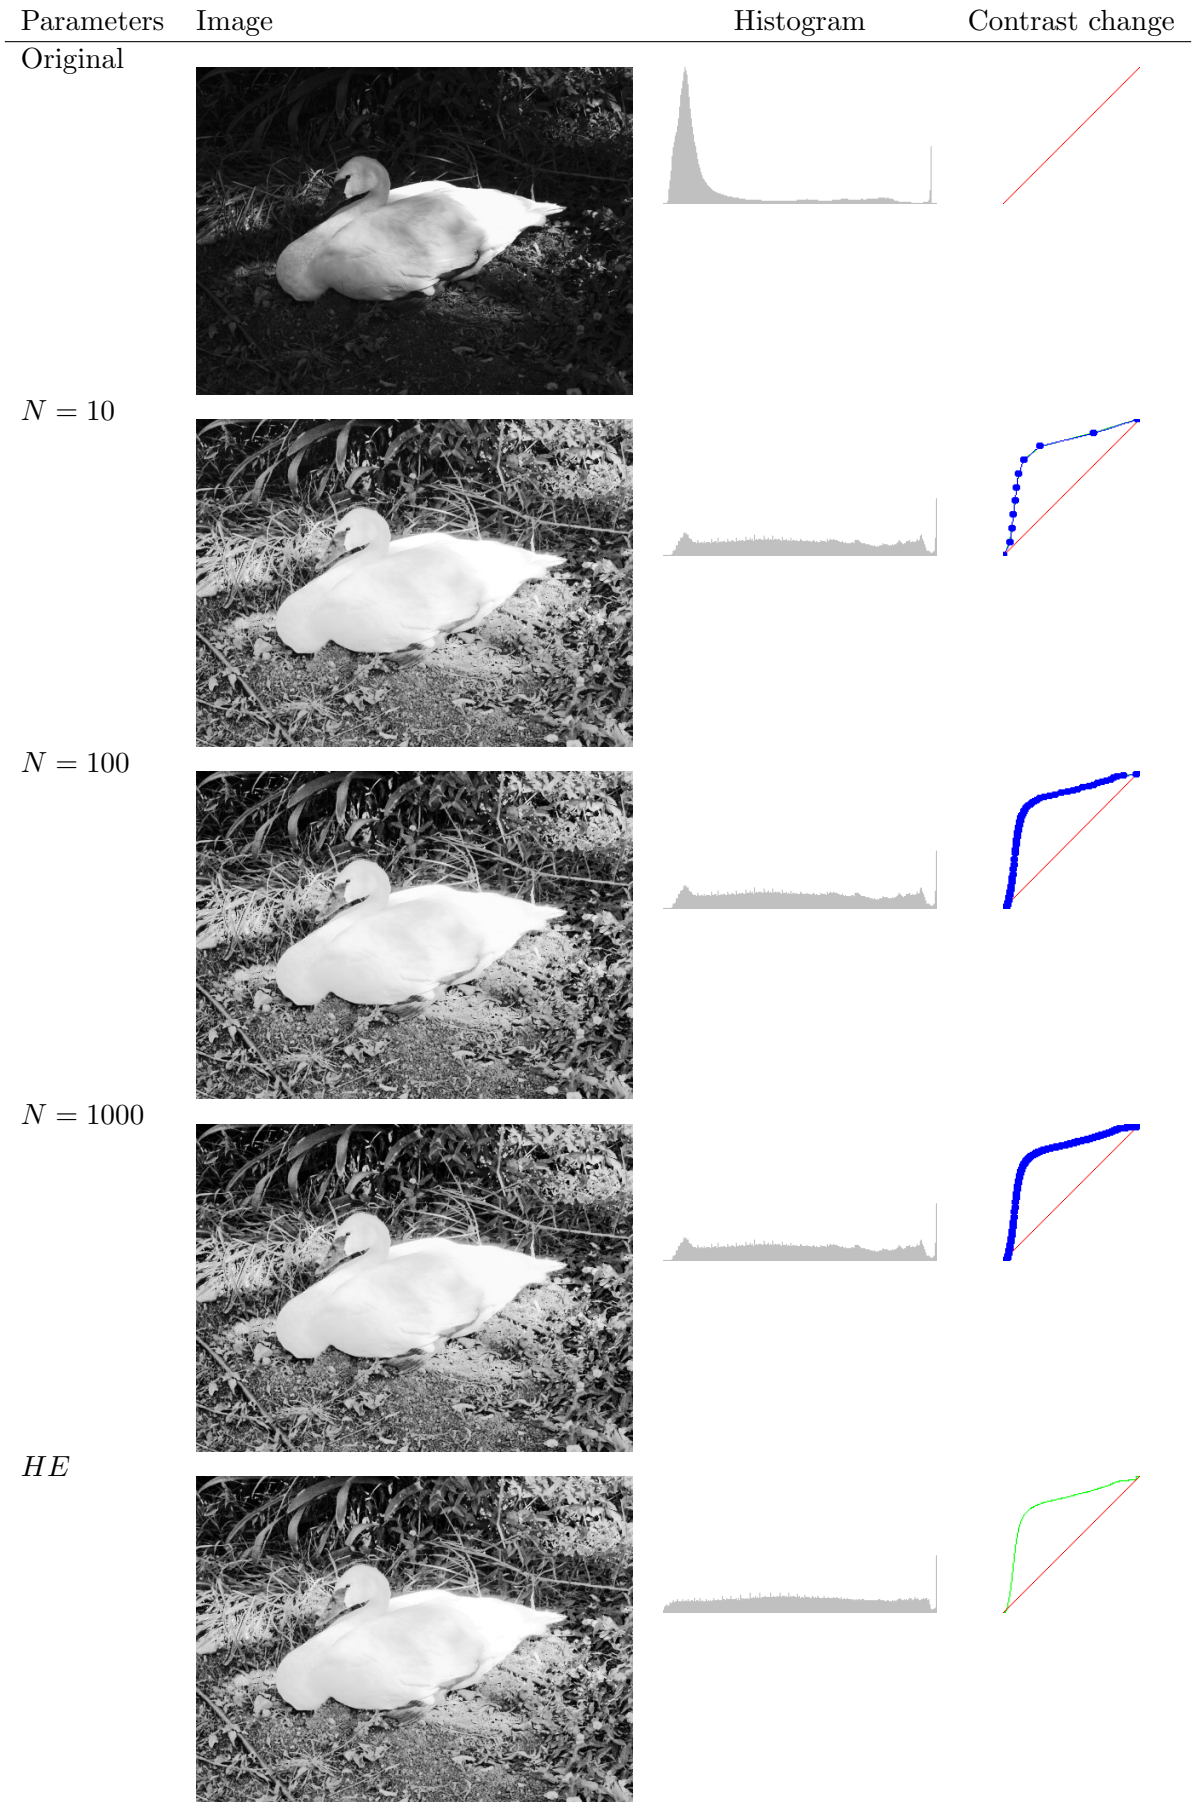 Parameters Image Histogram Contrast change
Original
N = 10
N = 100
N = 1000
HE